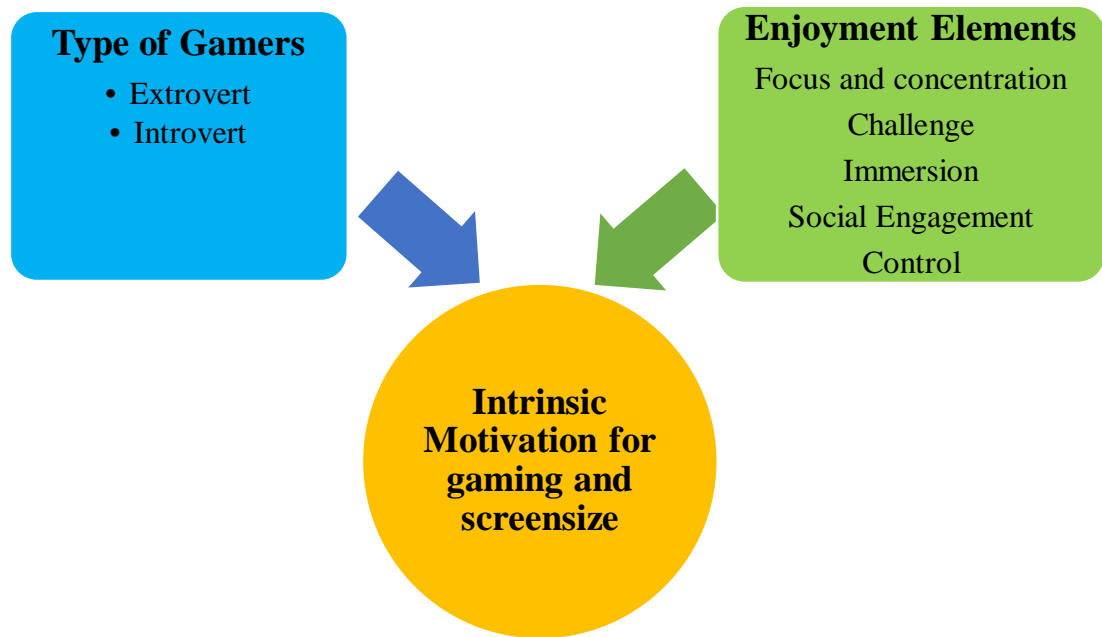 Type of Gamers
• Extrovert
• Introvert
Enjoyment Elements
Focus and concentration
Challenge
Immersion
Social Engagement
Control
Intrinsic
Motivation for
gaming and
screensize